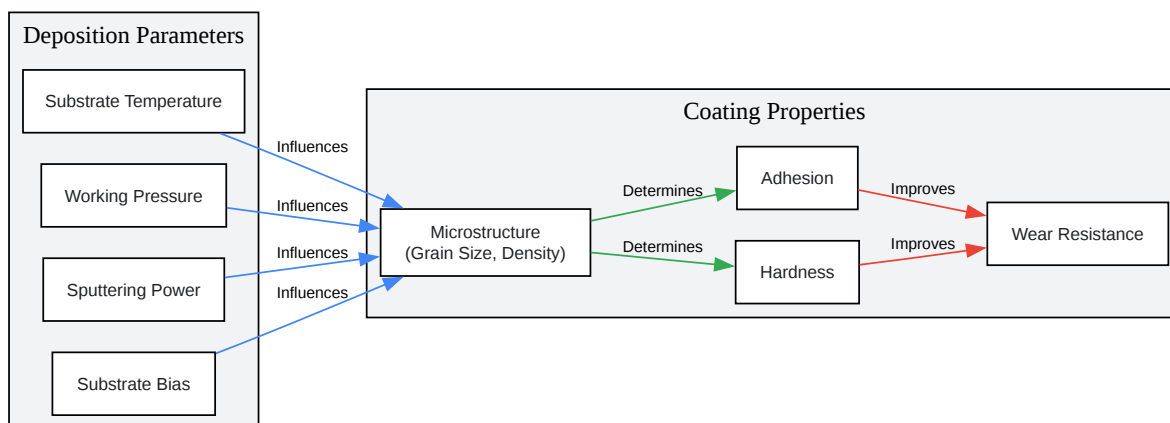 Deposition Parameters
Substrate Temperature
Working Pressure
Sputtering Power
Substrate Bias
Influences
Influences
Influences
Influences
Coating Properties
Microstructure
(Grain Size, Density)
Determines
Determines
Adhesion
Hardness
Improves
Improves
Wear Resistance